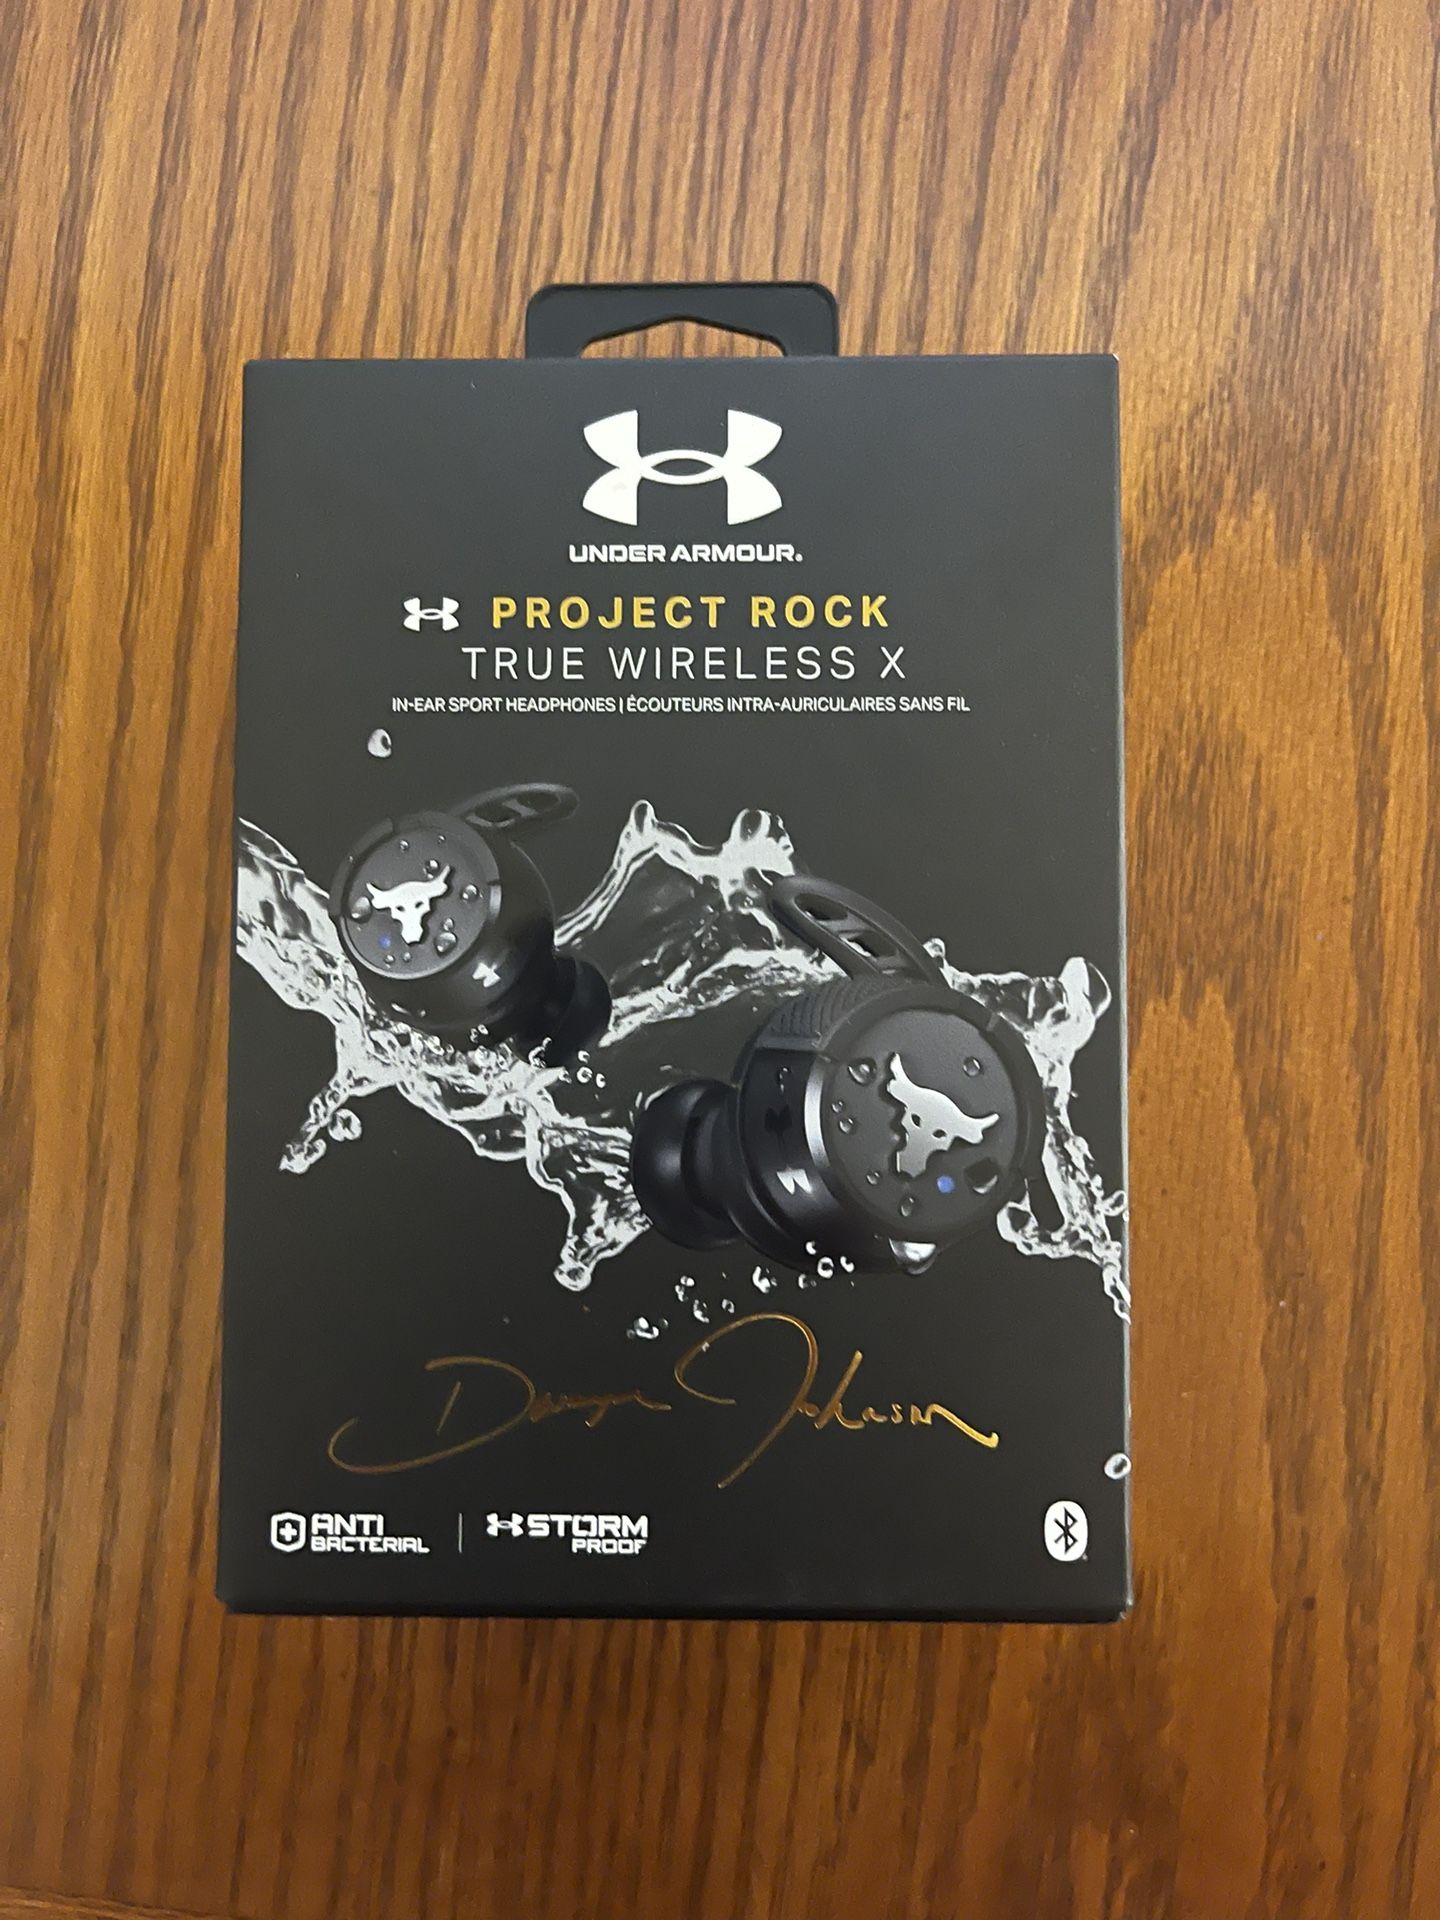 UNDER ARMOUR.
PROJECT ROCK
TRUE WIRELESS X
IN-EAR SPORT HEADPHONES | ÉCOUTEURS INTRA-AURICULAIRES SANS FIL
Dwayne Johnson
ANTI
BACTERIAL
STORM
PROOF